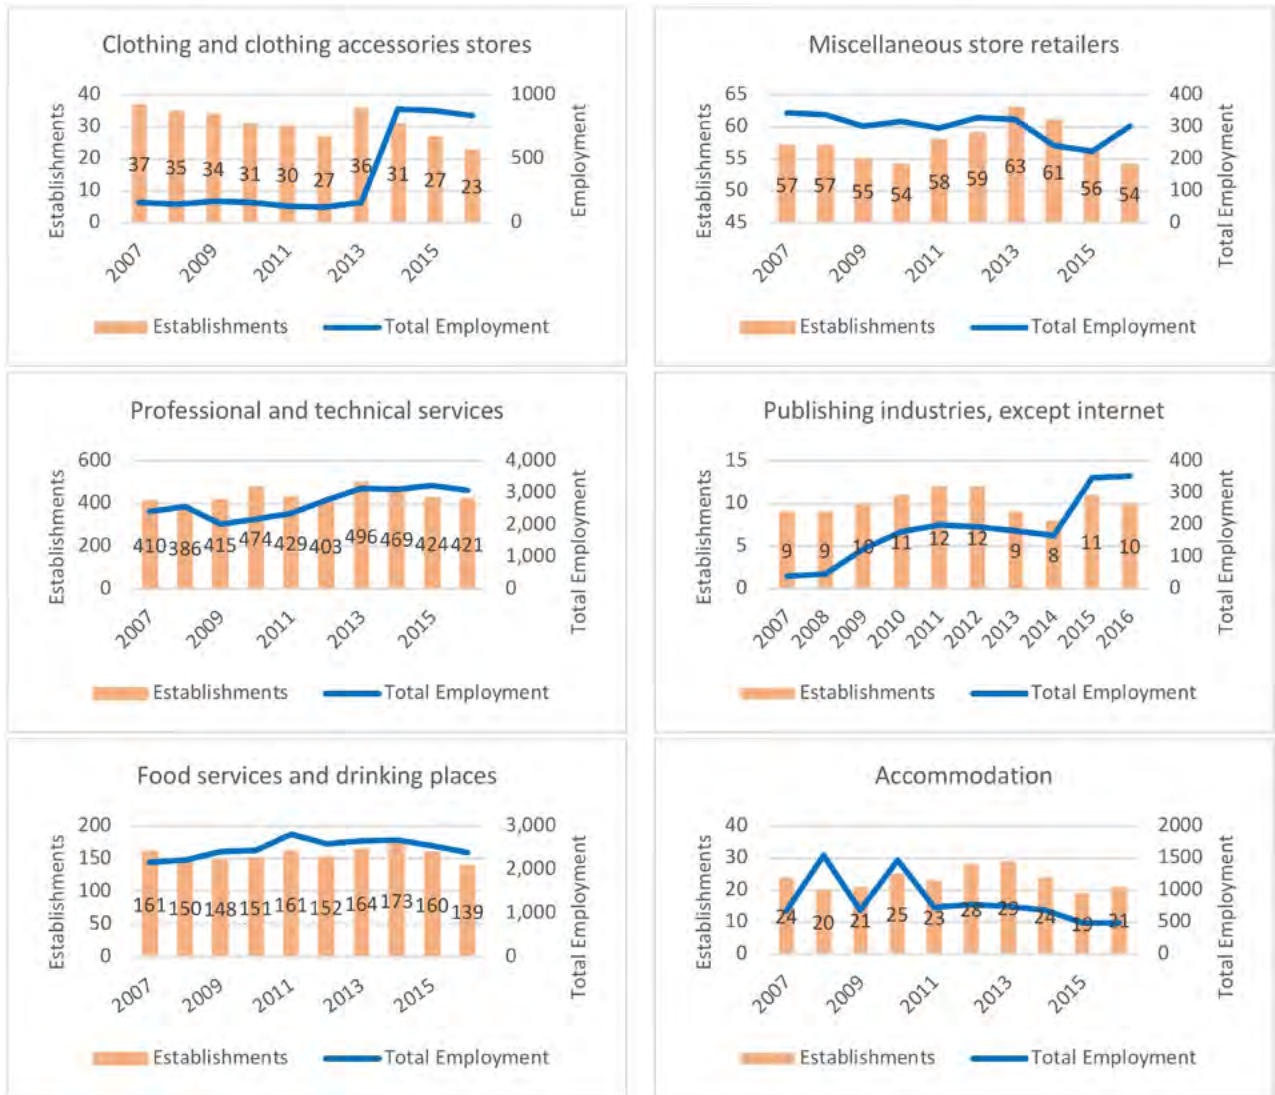 Clothing and clothing accessories stores
Establishments
40
30
20
10
0
37 35 34 31 30 27 36 31 27 23
1000
500
0
Employment
2007 2009 2011 2013 2015
Establishments Total Employment
Miscellaneous store retailers
Establishments
65
60
55
50
45
57 57 55 54 58 59 63 61 56 54
400
300
200
100
0
Total Employment
2007 2009 2011 2013 2015
Establishments Total Employment
Professional and technical services
Establishments
600
400
200
0
410 386 415 474 429 403 496 469 424 421
4,000
3,000
2,000
1,000
0
Total Employment
2007 2009 2011 2013 2015
Establishments Total Employment
Publishing industries, except internet
Establishments
15
10
5
0
9 9 10 11 12 12 9 8 11 10
400
300
200
100
0
Total Employment
2007 2008 2009 2010 2011 2012 2013 2014 2015 2016
Establishments Total Employment
Food services and drinking places
Establishments
200
150
100
50
0
161 150 148 151 161 152 164 173 160 139
3,000
2,000
1,000
0
Total Employment
2007 2009 2011 2013 2015
Establishments Total Employment
Accommodation
Establishments
40
30
20
10
0
24 20 21 25 23 28 29 24 19 21
2000
1500
1000
500
0
Total Employment
2007 2009 2011 2013 2015
Establishments Total Employment